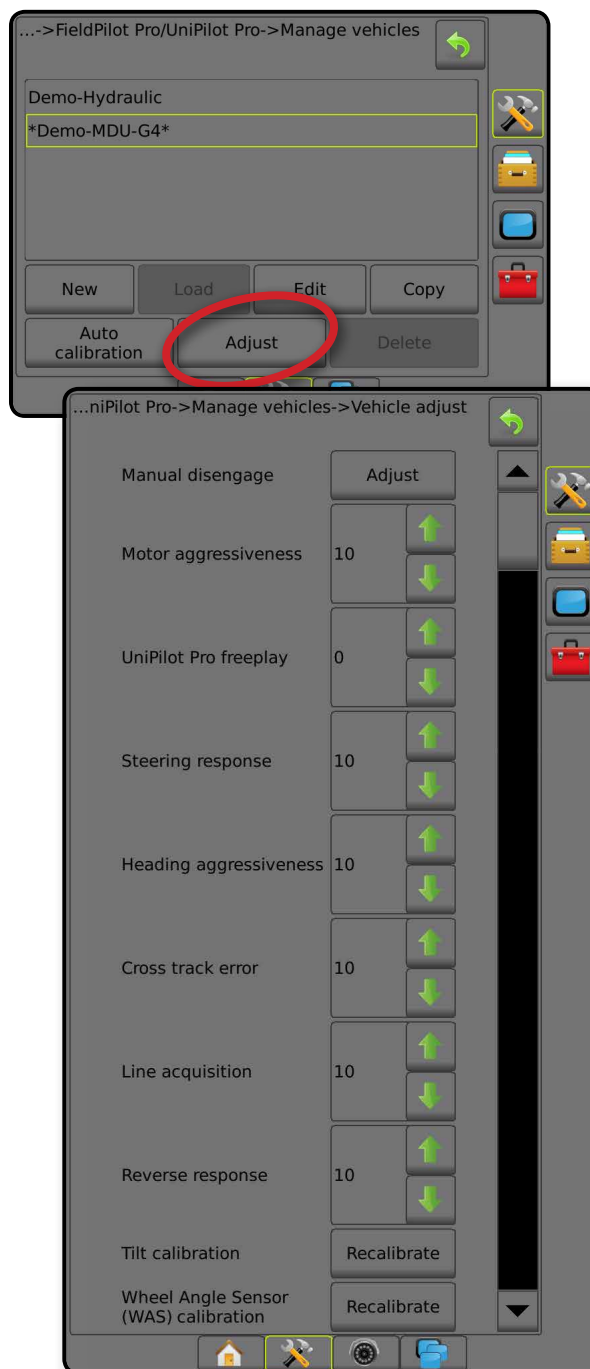 ...->FieldPilot Pro/UniPilot Pro->Manage vehicles
Demo-Hydraulic
*Demo-MDU-G4*
New
Load
Edit
Copy
Auto
calibration
Adjust
Delete
...niPilot Pro->Manage vehicles->Vehicle adjust
Manual disengage
Adjust
Motor aggressiveness
10
UniPilot Pro freeplay
0
Steering response
10
Heading aggressiveness
10
Cross track error
10
Line acquisition
10
Reverse response
10
Tilt calibration
Recalibrate
Wheel Angle Sensor
(WAS) calibration
Recalibrate